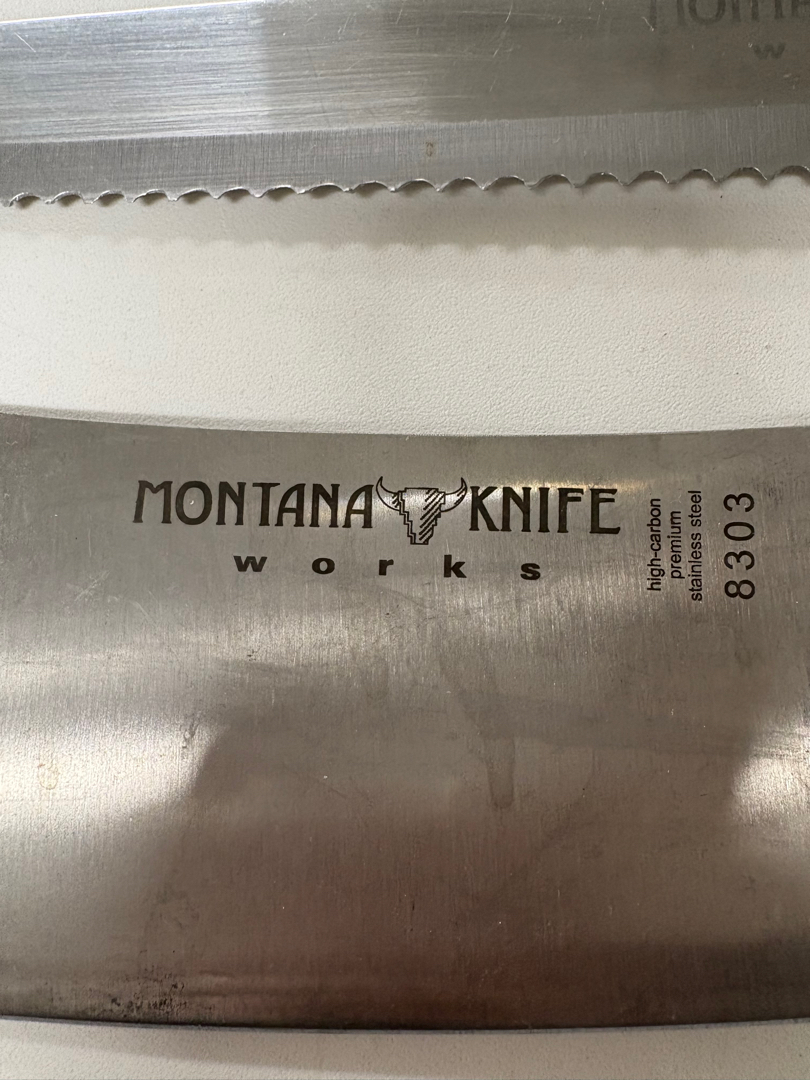 MONTANA KNIFE
works
high-carbon
premium
stainless steel
8303